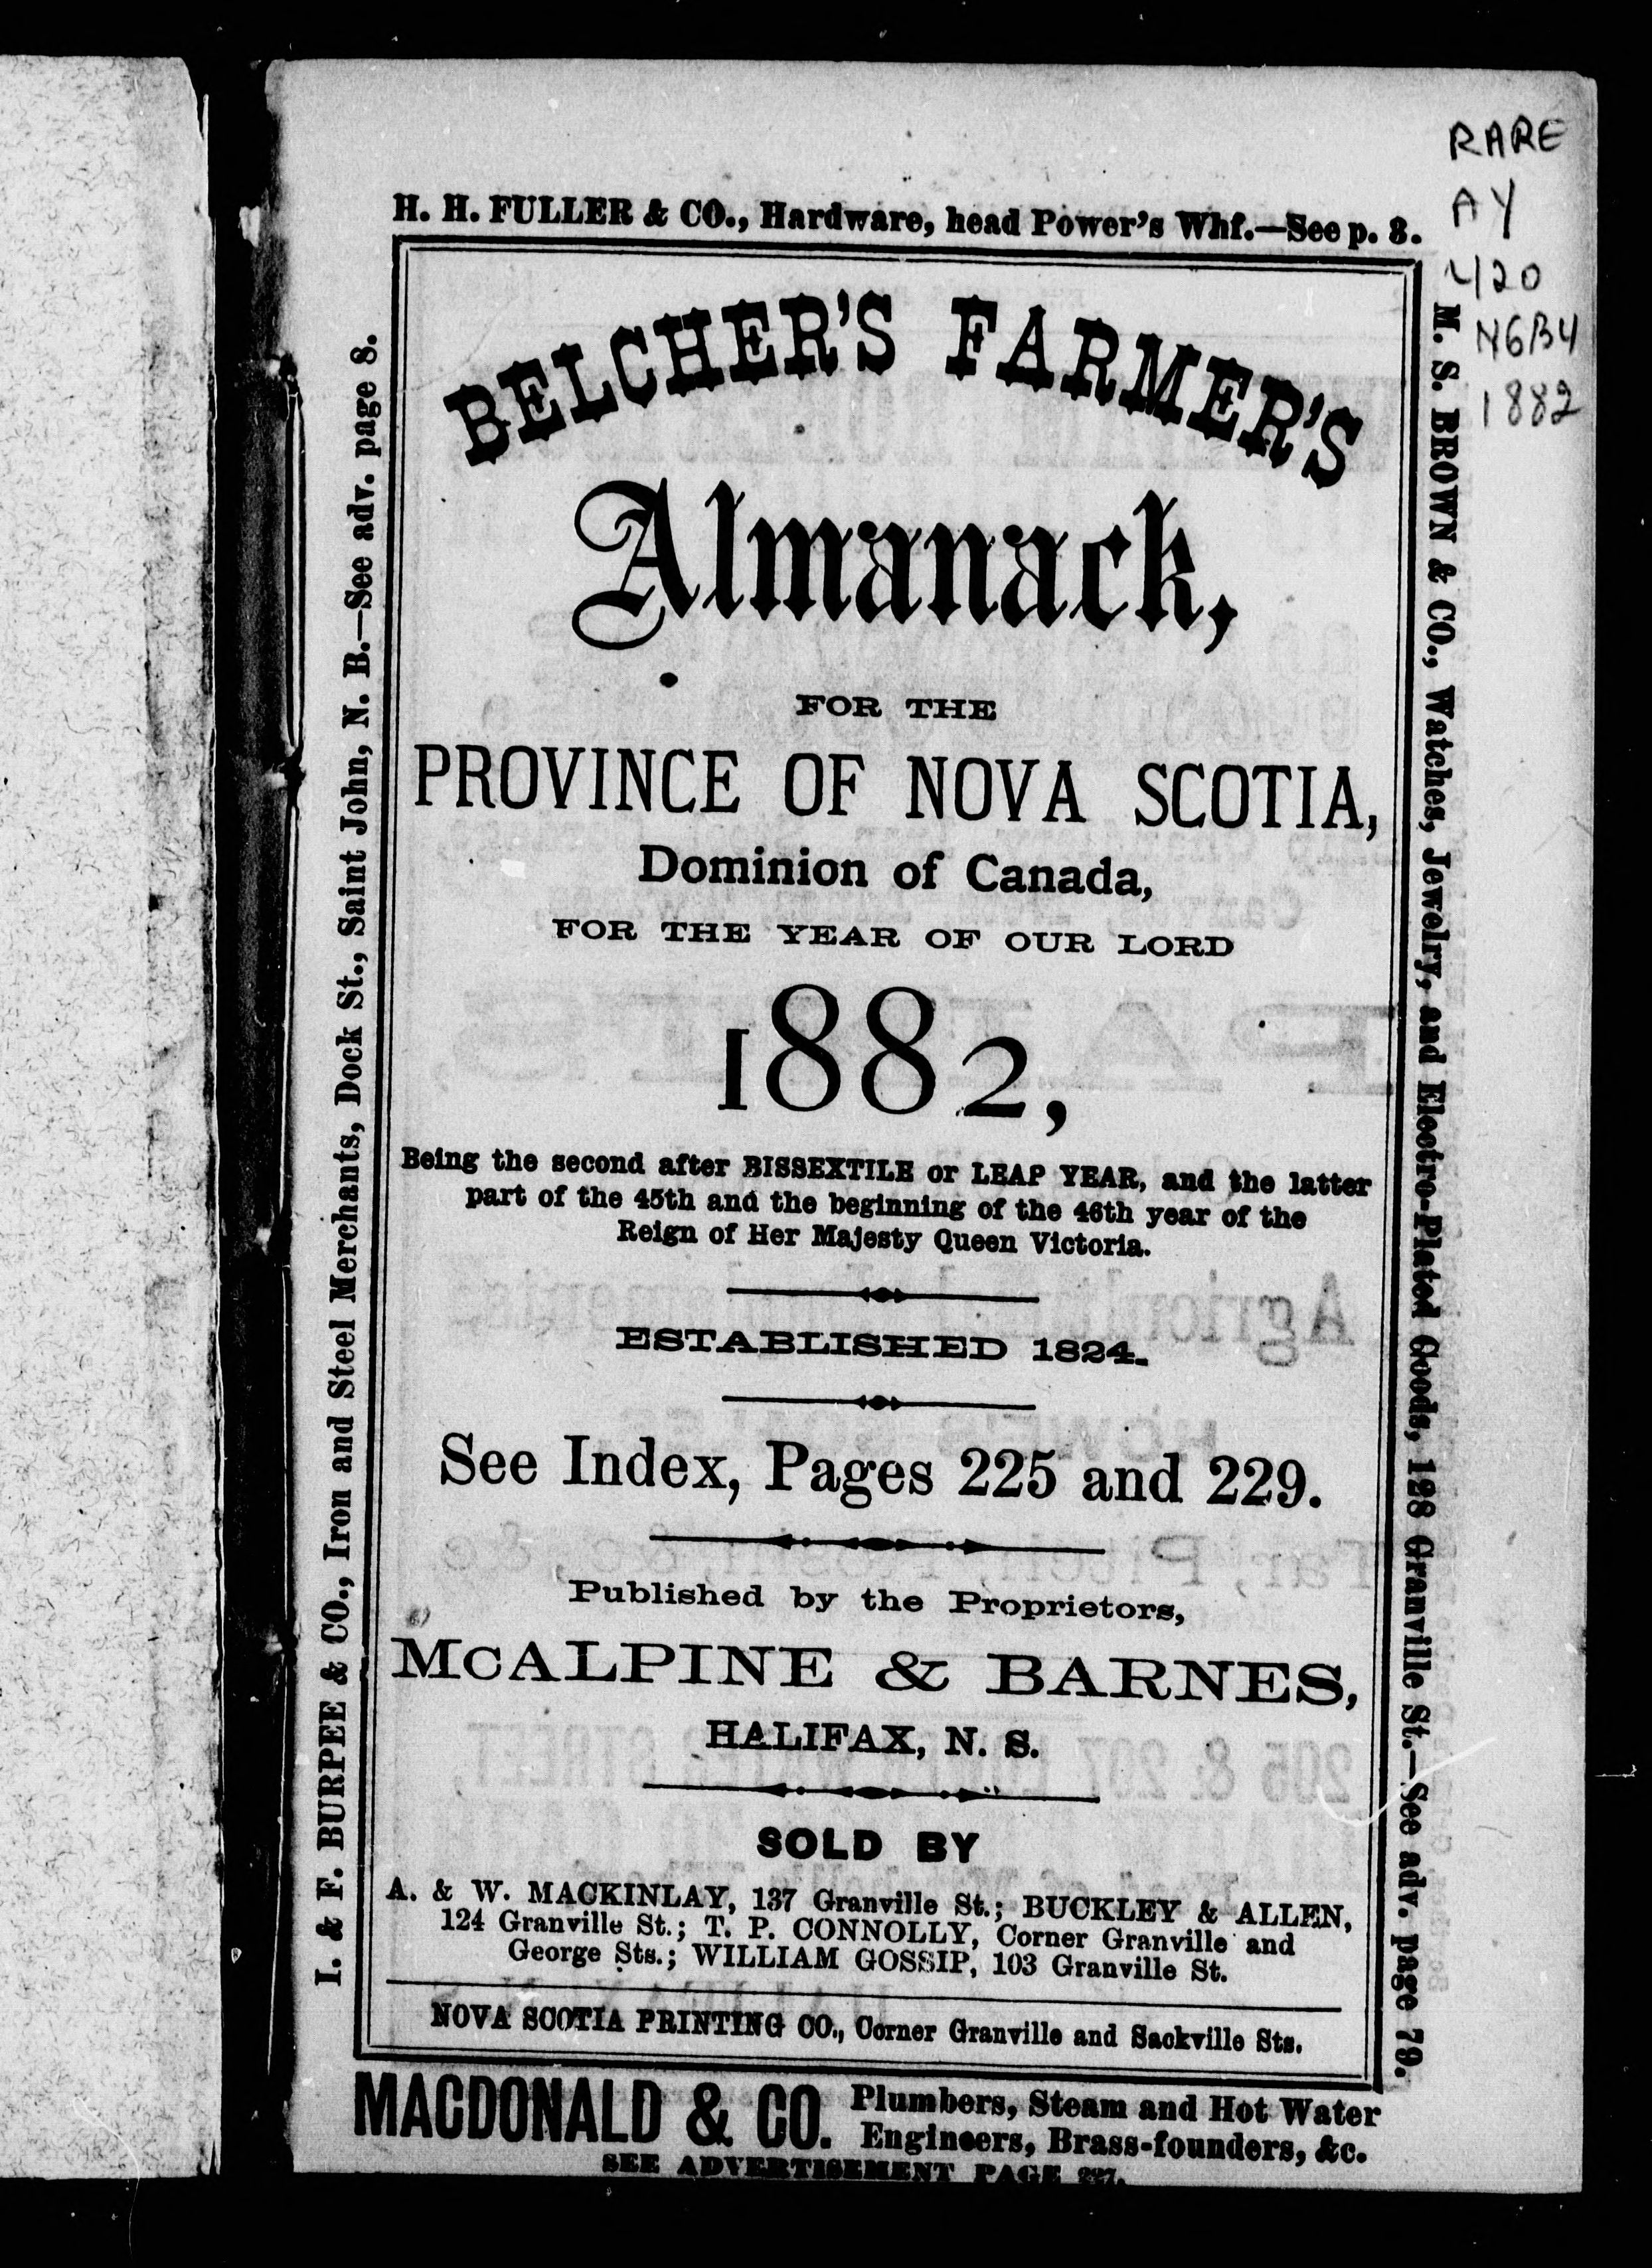 RARE
AY
420
N6B4
1882
H. H. FULLER & CO., Hardware, head Power's Whf.—See p. 3.
I. & F. BURPEE & CO., Iron and Steel Merchants, Dock St., Saint John, N. B.—See adv. page 8.
BELCHER'S FARMER'S
Almanack,
FOR THE
PROVINCE OF NOVA SCOTIA,
Dominion of Canada,
FOR THE YEAR OF OUR LORD
1882,
Being the second after BISSEXTILE or LEAP YEAR, and the latter
part of the 45th and the beginning of the 46th year of the
Reign of Her Majesty Queen Victoria.
ESTABLISHED 1824.
See Index, Pages 225 and 229.
Published by the Proprietors,
McALPINE & BARNES,
HALIFAX, N. S.
SOLD BY
A. & W. MACKINLAY, 137 Granville St.; BUCKLEY & ALLEN,
124 Granville St.; T. P. CONNOLLY, Corner Granville and
George Sts.; WILLIAM GOSSIP, 103 Granville St.
NOVA SCOTIA PRINTING CO., Corner Granville and Sackville Sts.
M. S. BROWN & CO., Watches, Jewelry, and Electro-Plated Goods, 128 Granville St.—See adv. page 79.
MACDONALD & CO. Plumbers, Steam and Hot Water
Engineers, Brass-founders, &c.
SEE ADVERTISEMENT PAGE